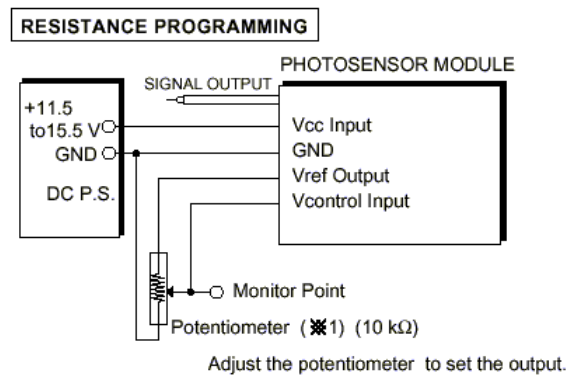 RESISTANCE PROGRAMMING
PHOTOSENSOR MODULE
SIGNAL OUTPUT
+11.5
to15.5 V
GND
DC P.S.
Vcc Input
GND
Vref Output
Vcontrol Input
Monitor Point
Potentiometer (※1) (10 kΩ)
Adjust the potentiometer to set the output.